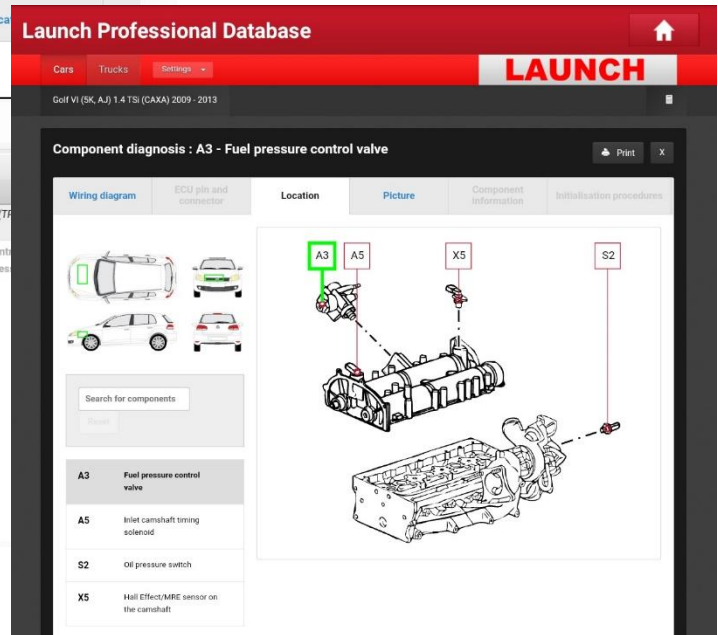 Launch Professional Database
Cars Trucks Settings
LAUNCH
Golf VI (5K, AJ) 1.4 TSi (CAXA) 2009 - 2013
Component diagnosis : A3 - Fuel pressure control valve
Print X
Wiring diagram
ECU pin and
connector
Location
Picture
Component
information
Initialisation procedures
A3 A5 X5 S2
Search for components
Reset
A3 Fuel pressure control
valve
A5 Inlet camshaft timing
solenoid
S2 Oil pressure switch
X5 Hall Effect/MRE sensor on
the camshaft